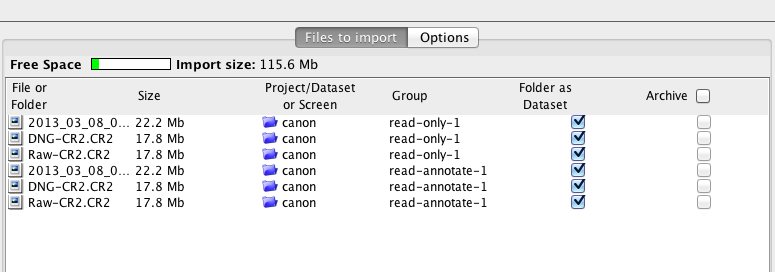 Files to import Options
Free Space Import size: 115.6 Mb
File or Folder Size Project/Dataset or Screen Group Folder as Dataset Archive
2013_03_08_0... 22.2 Mb canon read-only-1
DNG-CR2.CR2 17.8 Mb canon read-only-1
Raw-CR2.CR2 17.8 Mb canon read-only-1
2013_03_08_0... 22.2 Mb canon read-annotate-1
DNG-CR2.CR2 17.8 Mb canon read-annotate-1
Raw-CR2.CR2 17.8 Mb canon read-annotate-1